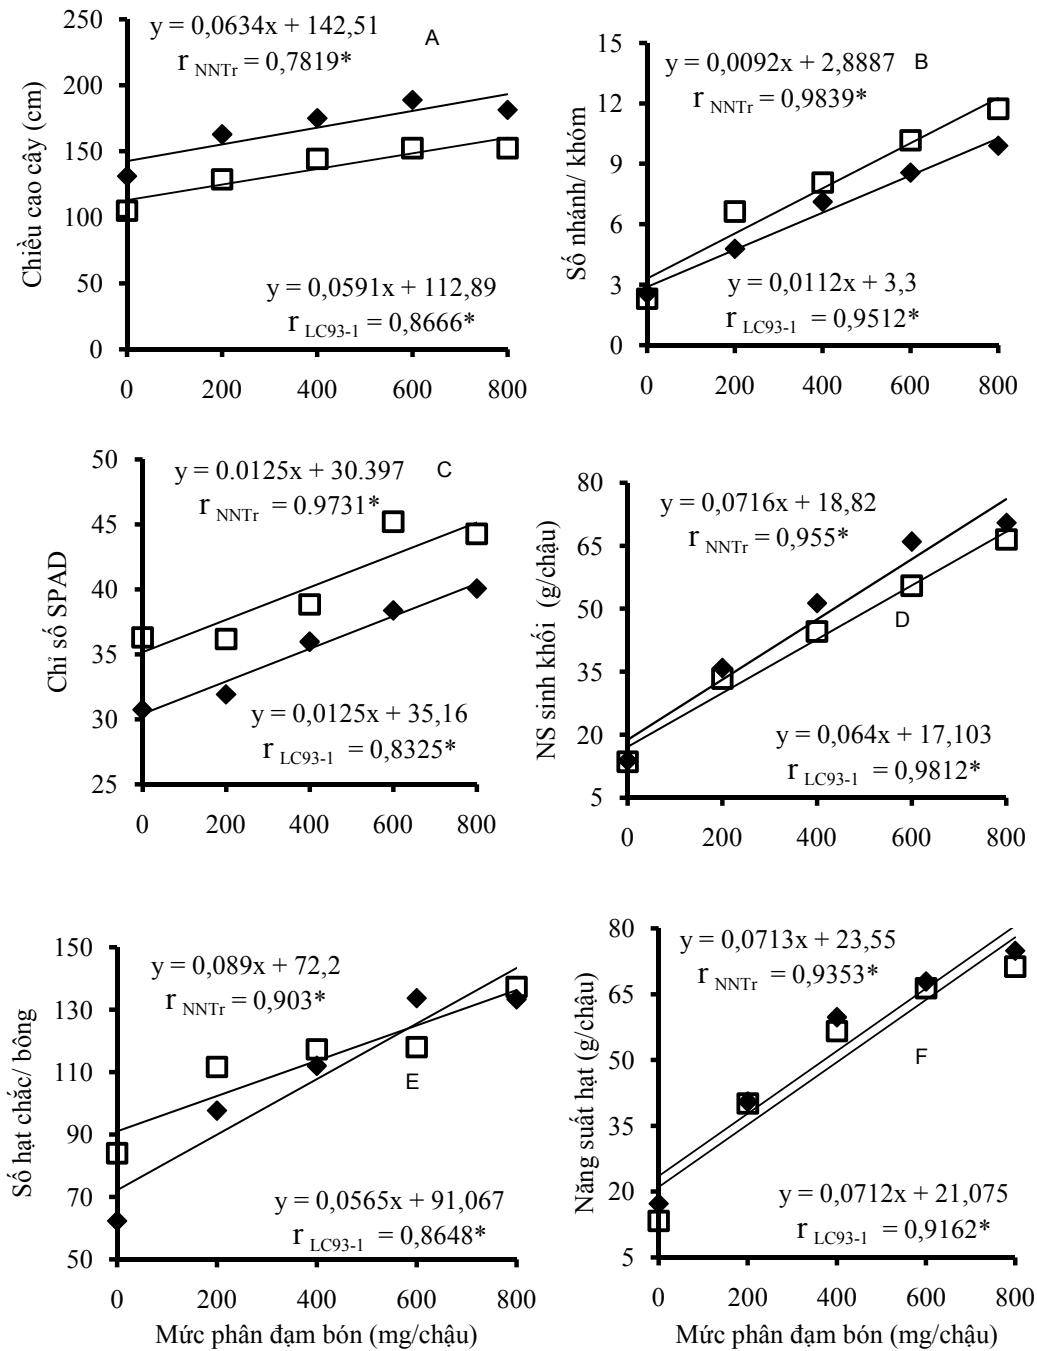 y = 0,0634x + 142,51
A
r NNTr = 0,7819*
Chiều cao cây (cm)
250
200
150
100
50
0
y = 0,0591x + 112,89
r LC93-1 = 0,8666*
0 200 400 600 800
y = 0,0092x + 2,8887
B
r NNTr = 0,9839*
Số nhánh/ khóm
15
12
9
6
3
0
y = 0,0112x + 3,3
r LC93-1 = 0,9512*
0 200 400 600 800
y = 0.0125x + 30.397
C
r NNTr = 0.9731*
Chỉ số SPAD
50
45
40
35
30
25
y = 0,0125x + 35,16
r LC93-1 = 0,8325*
0 200 400 600 800
y = 0,0716x + 18,82
r NNTr = 0,955*
D
NS sinh khối (g/chậu)
80
65
50
35
20
5
y = 0,064x + 17,103
r LC93-1 = 0,9812*
0 200 400 600 800
y = 0,089x + 72,2
r NNTr = 0,903*
E
Số hạt chắc/ bông
150
130
110
90
70
50
y = 0,0565x + 91,067
r LC93-1 = 0,8648*
0 200 400 600 800
Mức phân đạm bón (mg/chậu)
y = 0,0713x + 23,55
r NNTr = 0,9353*
F
Năng suất hạt (g/chậu)
80
65
50
35
20
5
y = 0,0712x + 21,075
r LC93-1 = 0,9162*
0 200 400 600 800
Mức phân đạm bón (mg/chậu)